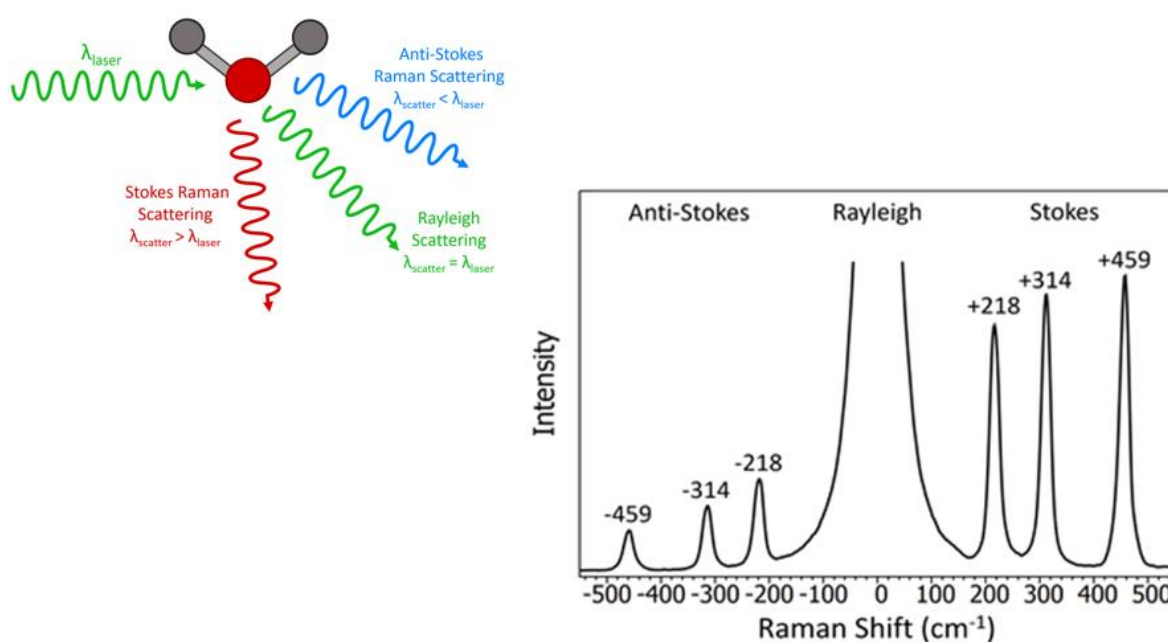 λlaser
Anti-Stokes
Raman Scattering
λscatter < λlaser
Stokes Raman
Scattering
λscatter > λlaser
Rayleigh
Scattering
λscatter = λlaser
Anti-Stokes Rayleigh Stokes
-459 -314 -218 +218 +314 +459
Intensity
-500 -400 -300 -200 -100 0 100 200 300 400 500
Raman Shift (cm⁻¹)